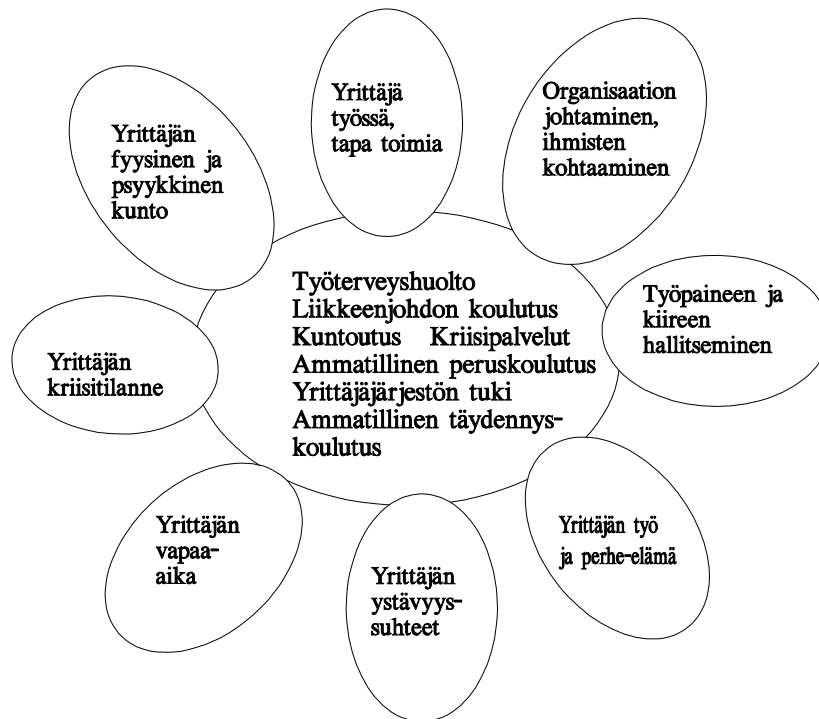 Yrittäjä
työssä,
tapa toimia
Organisaation
johtaminen,
ihmisten
kohtaaminen
Yrittäjän
fyysinen ja
psyykkinen
kunto
Työterveyshuolto
Liikkeenjohdon koulutus
Kuntoutus Kriisipalvelut
Ammatillinen peruskoulutus
Yrittäjäjärjestön tuki
Ammatillinen täydennys-
koulutus
Työpaineen ja
kiireen
hallitseminen
Yrittäjän
kriisitilanne
Yrittäjän
vapaa-
aika
Yrittäjän
ystävyys-
suhteet
Yrittäjän työ
ja perhe-elämä